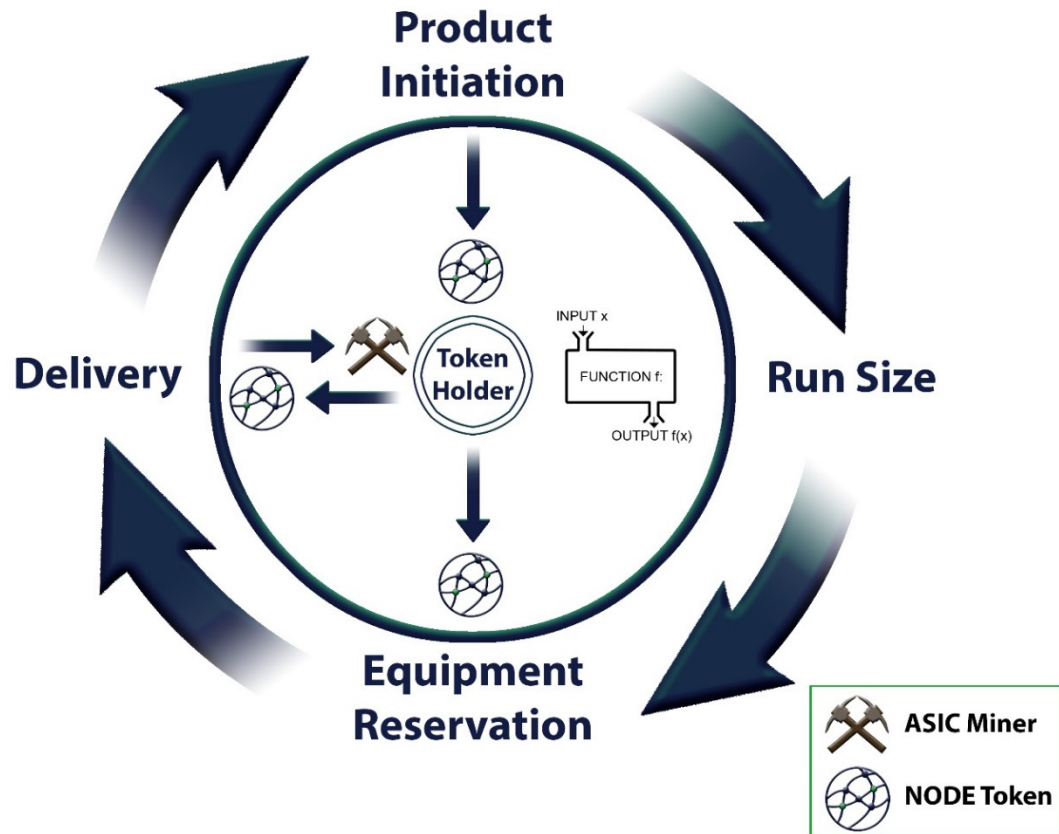 Product
Initiation
INPUT x
FUNCTION f:
OUTPUT f(x)
Token
Holder
Delivery
Run Size
Equipment
Reservation
ASIC Miner
NODE Token